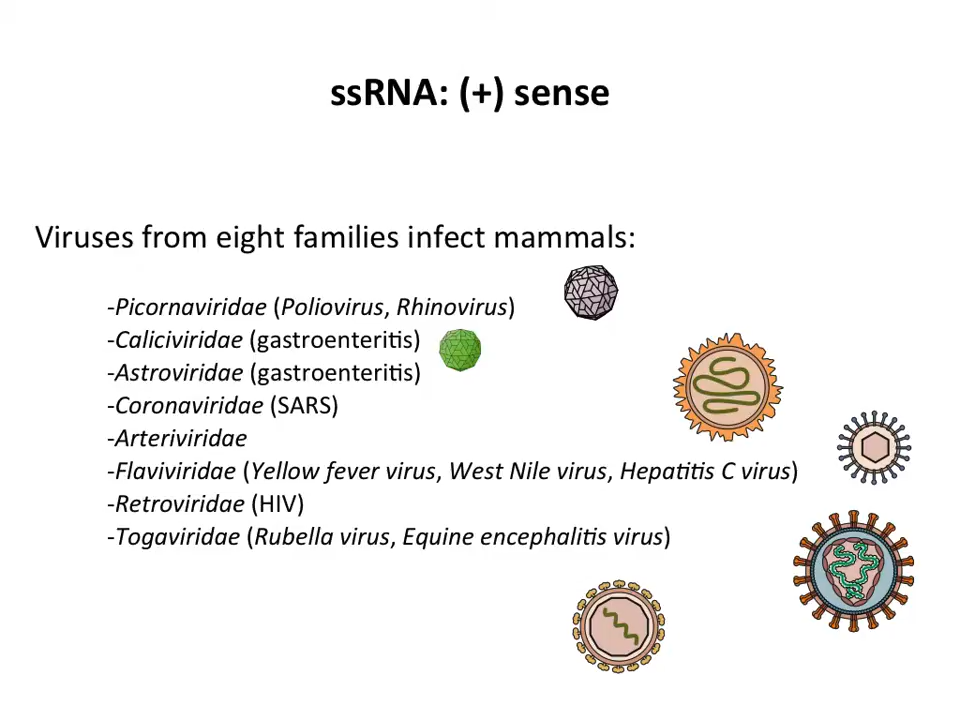 ssRNA: (+) sense
Viruses from eight families infect mammals:
-Picornaviridae (Poliovirus, Rhinovirus)
-Caliciviridae (gastroenteritis)
-Astroviridae (gastroenteritis)
-Coronaviridae (SARS)
-Arteriviridae
-Flaviviridae (Yellow fever virus, West Nile virus, Hepatitis C virus)
-Retroviridae (HIV)
-Togaviridae (Rubella virus, Equine encephalitis virus)